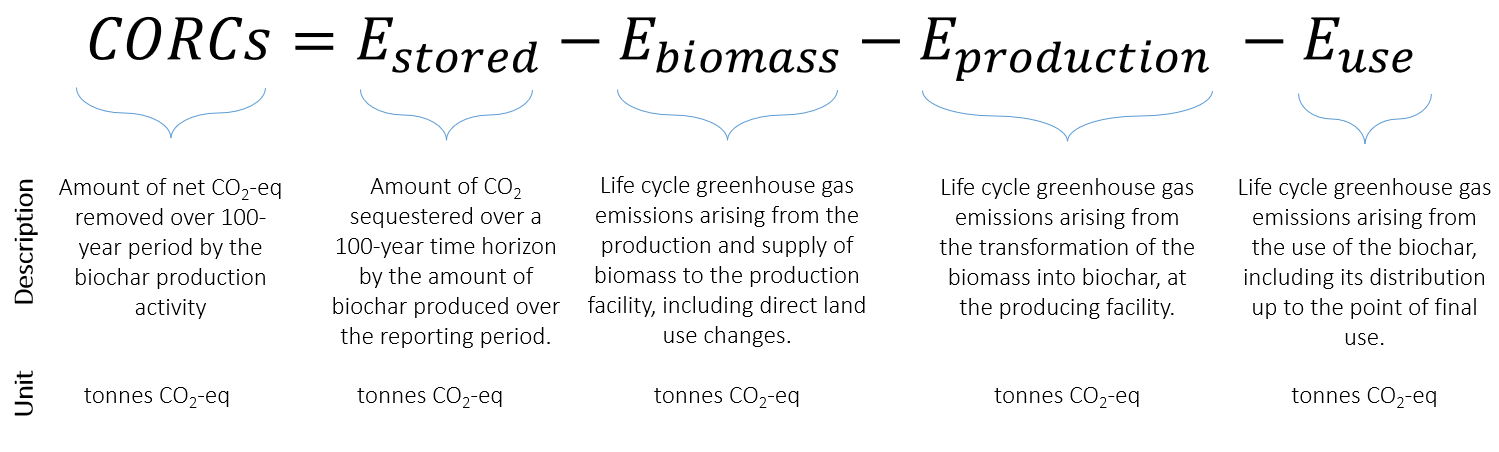 CORCs = E_stored − E_biomass − E_production − E_use
Description
Amount of net CO₂-eq
removed over 100-
year period by the
biochar production
activity
Amount of CO₂
sequestered over a
100-year time horizon
by the amount of
biochar produced over
the reporting period.
Life cycle greenhouse gas
emissions arising from the
production and supply of
biomass to the production
facility, including direct land
use changes.
Life cycle greenhouse gas
emissions arising from
the transformation of the
biomass into biochar, at
the producing facility.
Life cycle greenhouse gas
emissions arising from
the use of the biochar,
including its distribution
up to the point of final
use.
Unit
tonnes CO₂-eq
tonnes CO₂-eq
tonnes CO₂-eq
tonnes CO₂-eq
tonnes CO₂-eq